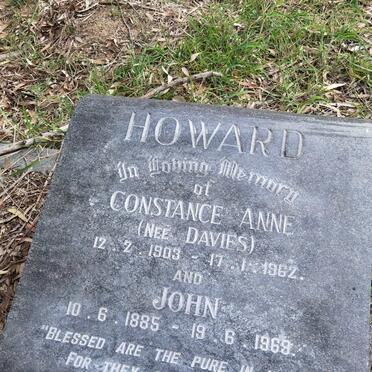 HOWARD
In Loving Memory
of
CONSTANCE ANNE
(NEE DAVIES)
12 . 2 . 1903 - 17 . 1 . 1962.
AND
JOHN
10 . 6 . 1885 - 19 . 6 . 1969.
"BLESSED ARE THE PURE IN
FOR THEY